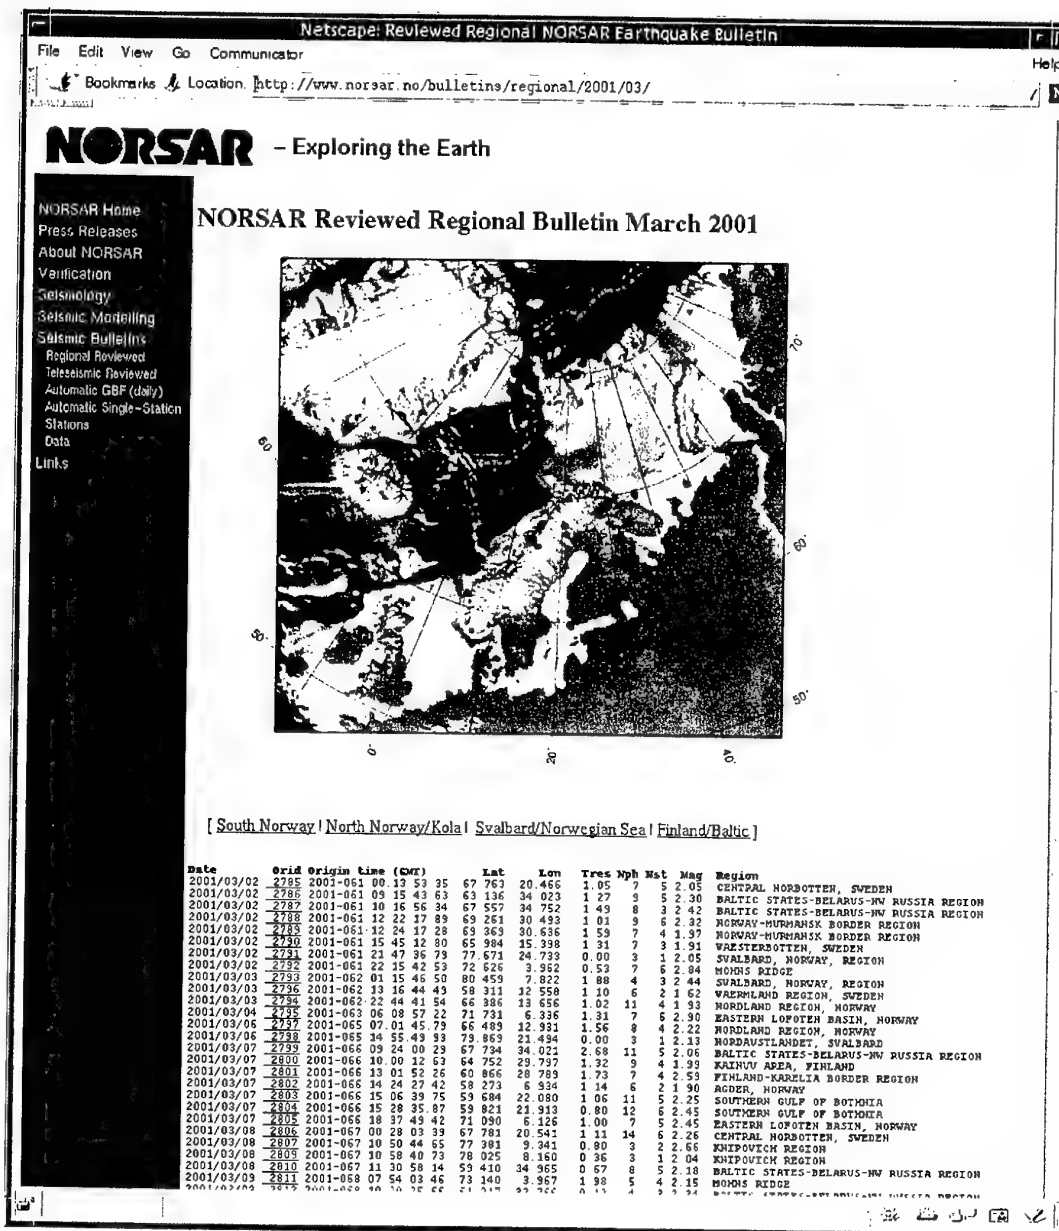 Netscape: Reviewed Regional NORSAR Earthquake Bulletin
File Edit View Go Communicator
Help
Bookmarks Location. http://www.norsar.no/bulletins/regional/2001/03/
NORSAR – Exploring the Earth
NORSAR Home
Press Releases
About NORSAR
Verification
Seismology
Seismic Modelling
Seismic Bulletins
Regional Reviewed
Teleseismic Reviewed
Automatic GBF (daily)
Automatic Single-Station
Stations
Data
Links
NORSAR Reviewed Regional Bulletin March 2001
70°
60°
60°
50°
50°
0°
20°
40°
[ South Norway | North Norway/Kola | Svalbard/Norwegian Sea | Finland/Baltic ]
Date Orid Origin time (GMT) Lat Lon Tres Nph Nst Mag Region
2001/03/02 2785 2001-061 00.13 53 35 67 763 20.466 1.05 7 5 2.05 CENTRAL NORBOTTEN, SWEDEN
2001/03/02 2786 2001-061 09 15 43 63 63 136 34 023 1 27 9 5 2.30 BALTIC STATES-BELARUS-NW RUSSIA REGION
2001/03/02 2787 2001-061 10 16 56 34 67 557 34 752 1 49 8 3 2 42 BALTIC STATES-BELARUS-NW RUSSIA REGION
2001/03/02 2788 2001-061 12 22 17 89 69 261 30 493 1 01 9 6 2.32 NORWAY-MURMANSK BORDER REGION
2001/03/02 2789 2001-061 12 24 17 28 69 369 30.636 1 59 7 4 1.97 NORWAY-MURMANSK BORDER REGION
2001/03/02 2790 2001-061 15 45 12 80 65 984 15.398 1 31 7 3 1.91 VAESTERBOTTEN, SWEDEN
2001/03/02 2791 2001-061 21 47 36 79 77.671 24.733 0.00 3 1 2.05 SVALBARD, NORWAY, REGION
2001/03/02 2792 2001-061 22 15 42 53 72 626 3.962 0.53 7 6 2.84 MOHNS RIDGE
2001/03/03 2793 2001-062 01 15 46 50 80 459 7.822 1 88 4 3 2 44 SVALBARD, NORWAY, REGION
2001/03/03 2796 2001-062 13 16 44 43 58 311 12 558 1 10 6 2 1 62 VAERMLAND REGION, SWEDEN
2001/03/03 2794 2001-062 22 44 41 54 66 386 13 656 1.02 11 4 1 93 NORDLAND REGION, NORWAY
2001/03/04 2795 2001-063 06 08 57 22 71 731 6.336 1.31 7 6 2.90 EASTERN LOFOTEN BASIN, NORWAY
2001/03/06 2797 2001-065 07.01 45.79 66 489 12.931 1.56 8 4 2.22 NORDLAND REGION, NORWAY
2001/03/06 2798 2001-065 14 55.49 93 79.869 21.494 0.00 3 1 2.13 NORDAUSTLANDET, SVALBARD
2001/03/07 2799 2001-066 09 24 00 29 67 734 34.021 2.68 11 5 2.06 BALTIC STATES-BELARUS-NW RUSSIA REGION
2001/03/07 2800 2001-066 10.00 12 63 64 752 29.797 1.32 9 4 1.99 KAINUU AREA, FINLAND
2001/03/07 2801 2001-066 13 01 52 26 60 866 28 789 1.73 7 4 2.59 FINLAND-KARELIA BORDER REGION
2001/03/07 2802 2001-066 14 24 27 42 58 273 6 934 1 14 6 2 1 90 AGDER, NORWAY
2001/03/07 2803 2001-066 15 06 39 75 59 684 22.080 1 06 11 5 2.25 SOUTHERN GULF OF BOTHNIA
2001/03/07 2804 2001-066 15 28 35.87 59 821 21.913 0.80 12 6 2.45 SOUTHERN GULF OF BOTHNIA
2001/03/07 2805 2001-066 18 37 49 42 71 090 6.126 1.00 7 5 2.45 EASTERN LOFOTEN BASIN, NORWAY
2001/03/08 2806 2001-067 00 28 03 39 67 781 20.541 1 11 14 6 2.26 CENTRAL NORBOTTEN, SWEDEN
2001/03/08 2807 2001-067 10 50 44 65 77 381 9.341 0.80 3 2 2.66 KNIPOVICH REGION
2001/03/08 2809 2001-067 10 58 40 73 78 025 8.160 0 36 3 1 2 04 KNIPOVICH REGION
2001/03/08 2810 2001-067 11 30 58 14 59 410 34 965 0 67 8 5 2.18 BALTIC STATES-BELARUS-NW RUSSIA REGION
2001/03/09 2811 2001-068 07 54 03 46 73 140 3.967 1 98 5 4 2.15 MOHNS RIDGE